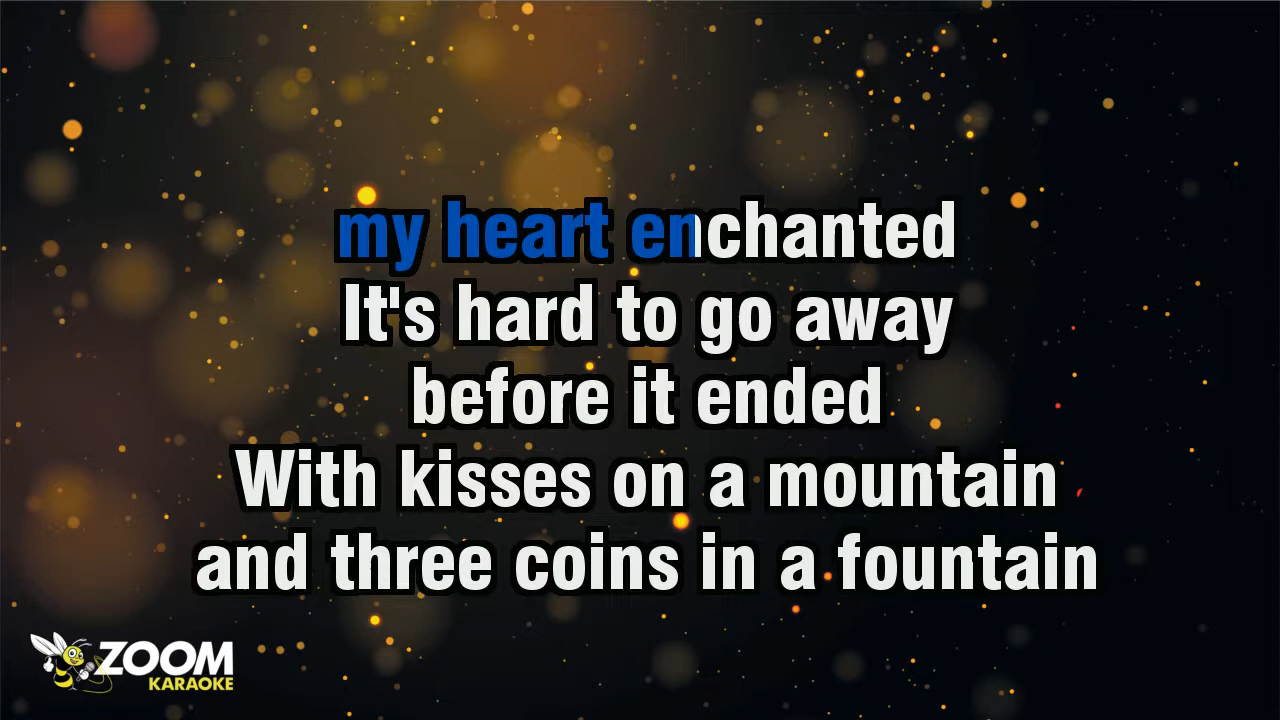 my heart enchanted
It's hard to go away
before it ended
With kisses on a mountain
and three coins in a fountain
ZOOM
KARAOKE